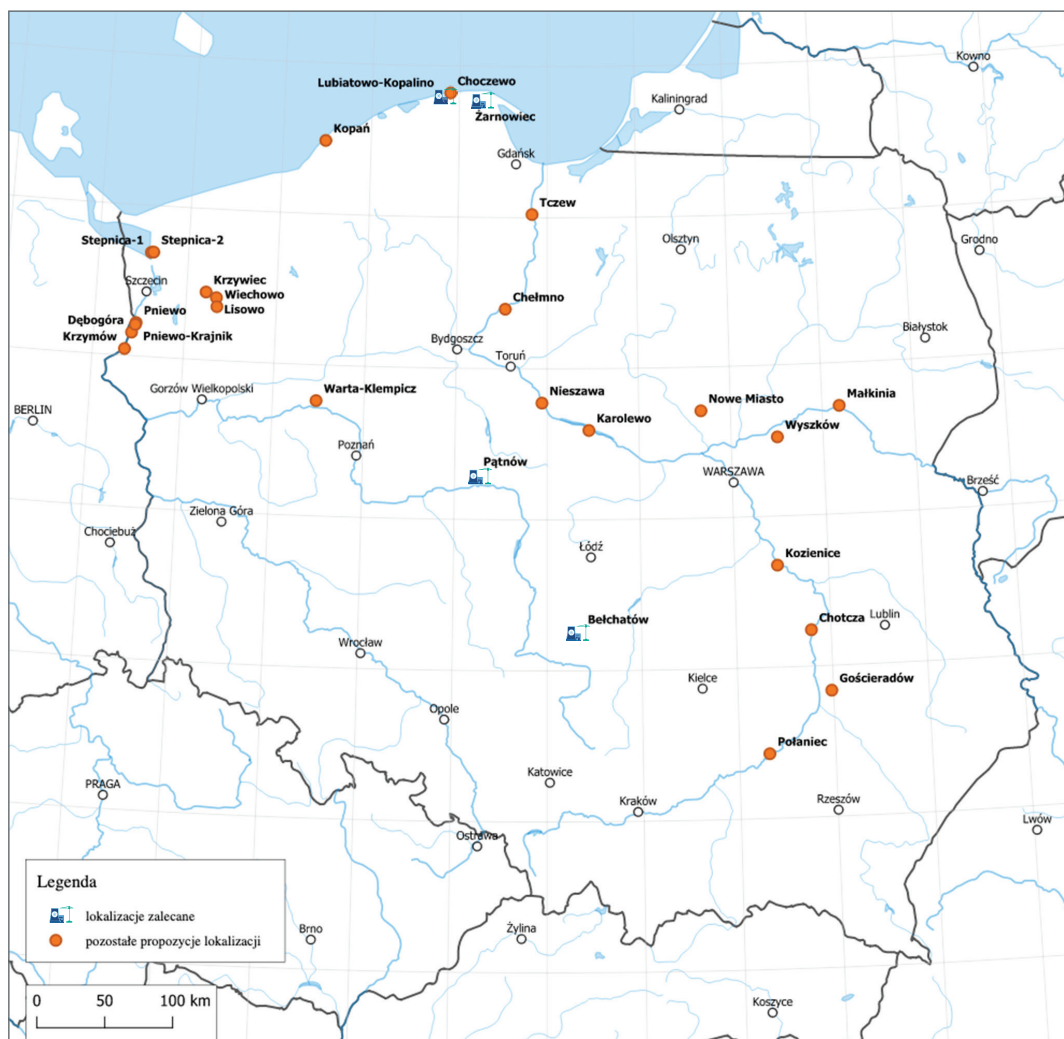 Kowno
Lubiatowo-Kopalino
Choczewo
Żarnowiec
Kaliningrad
Kopań
Gdańsk
Tczew
Olsztyn
Grodno
Stepnica-1
Stepnica-2
Szczecin
Krzywiec
Wiechowo
Lisowo
Pniewo
Dębogóra
Krzymów
Pniewo-Krajnik
Chełmno
Bydgoszcz
Toruń
Białystok
Gorzów Wielkopolski
Warta-Klempicz
BERLIN
Nieszawa
Karolewo
Nowe Miasto
Małkinia
Wyszków
Poznań
Pątnów
WARSZAWA
Brześć
Zielona Góra
Chociebuż
Łódź
Kozienice
Bełchatów
Chotcza
Lublin
Wrocław
Kielce
Gościeradów
Opole
Połaniec
Katowice
PRAGA
Kraków
Rzeszów
Lwów
Ostrawa
Legenda
lokalizacje zalecane
pozostałe propozycje lokalizacji
Brno
Żylina
Koszyce
0 50 100 km